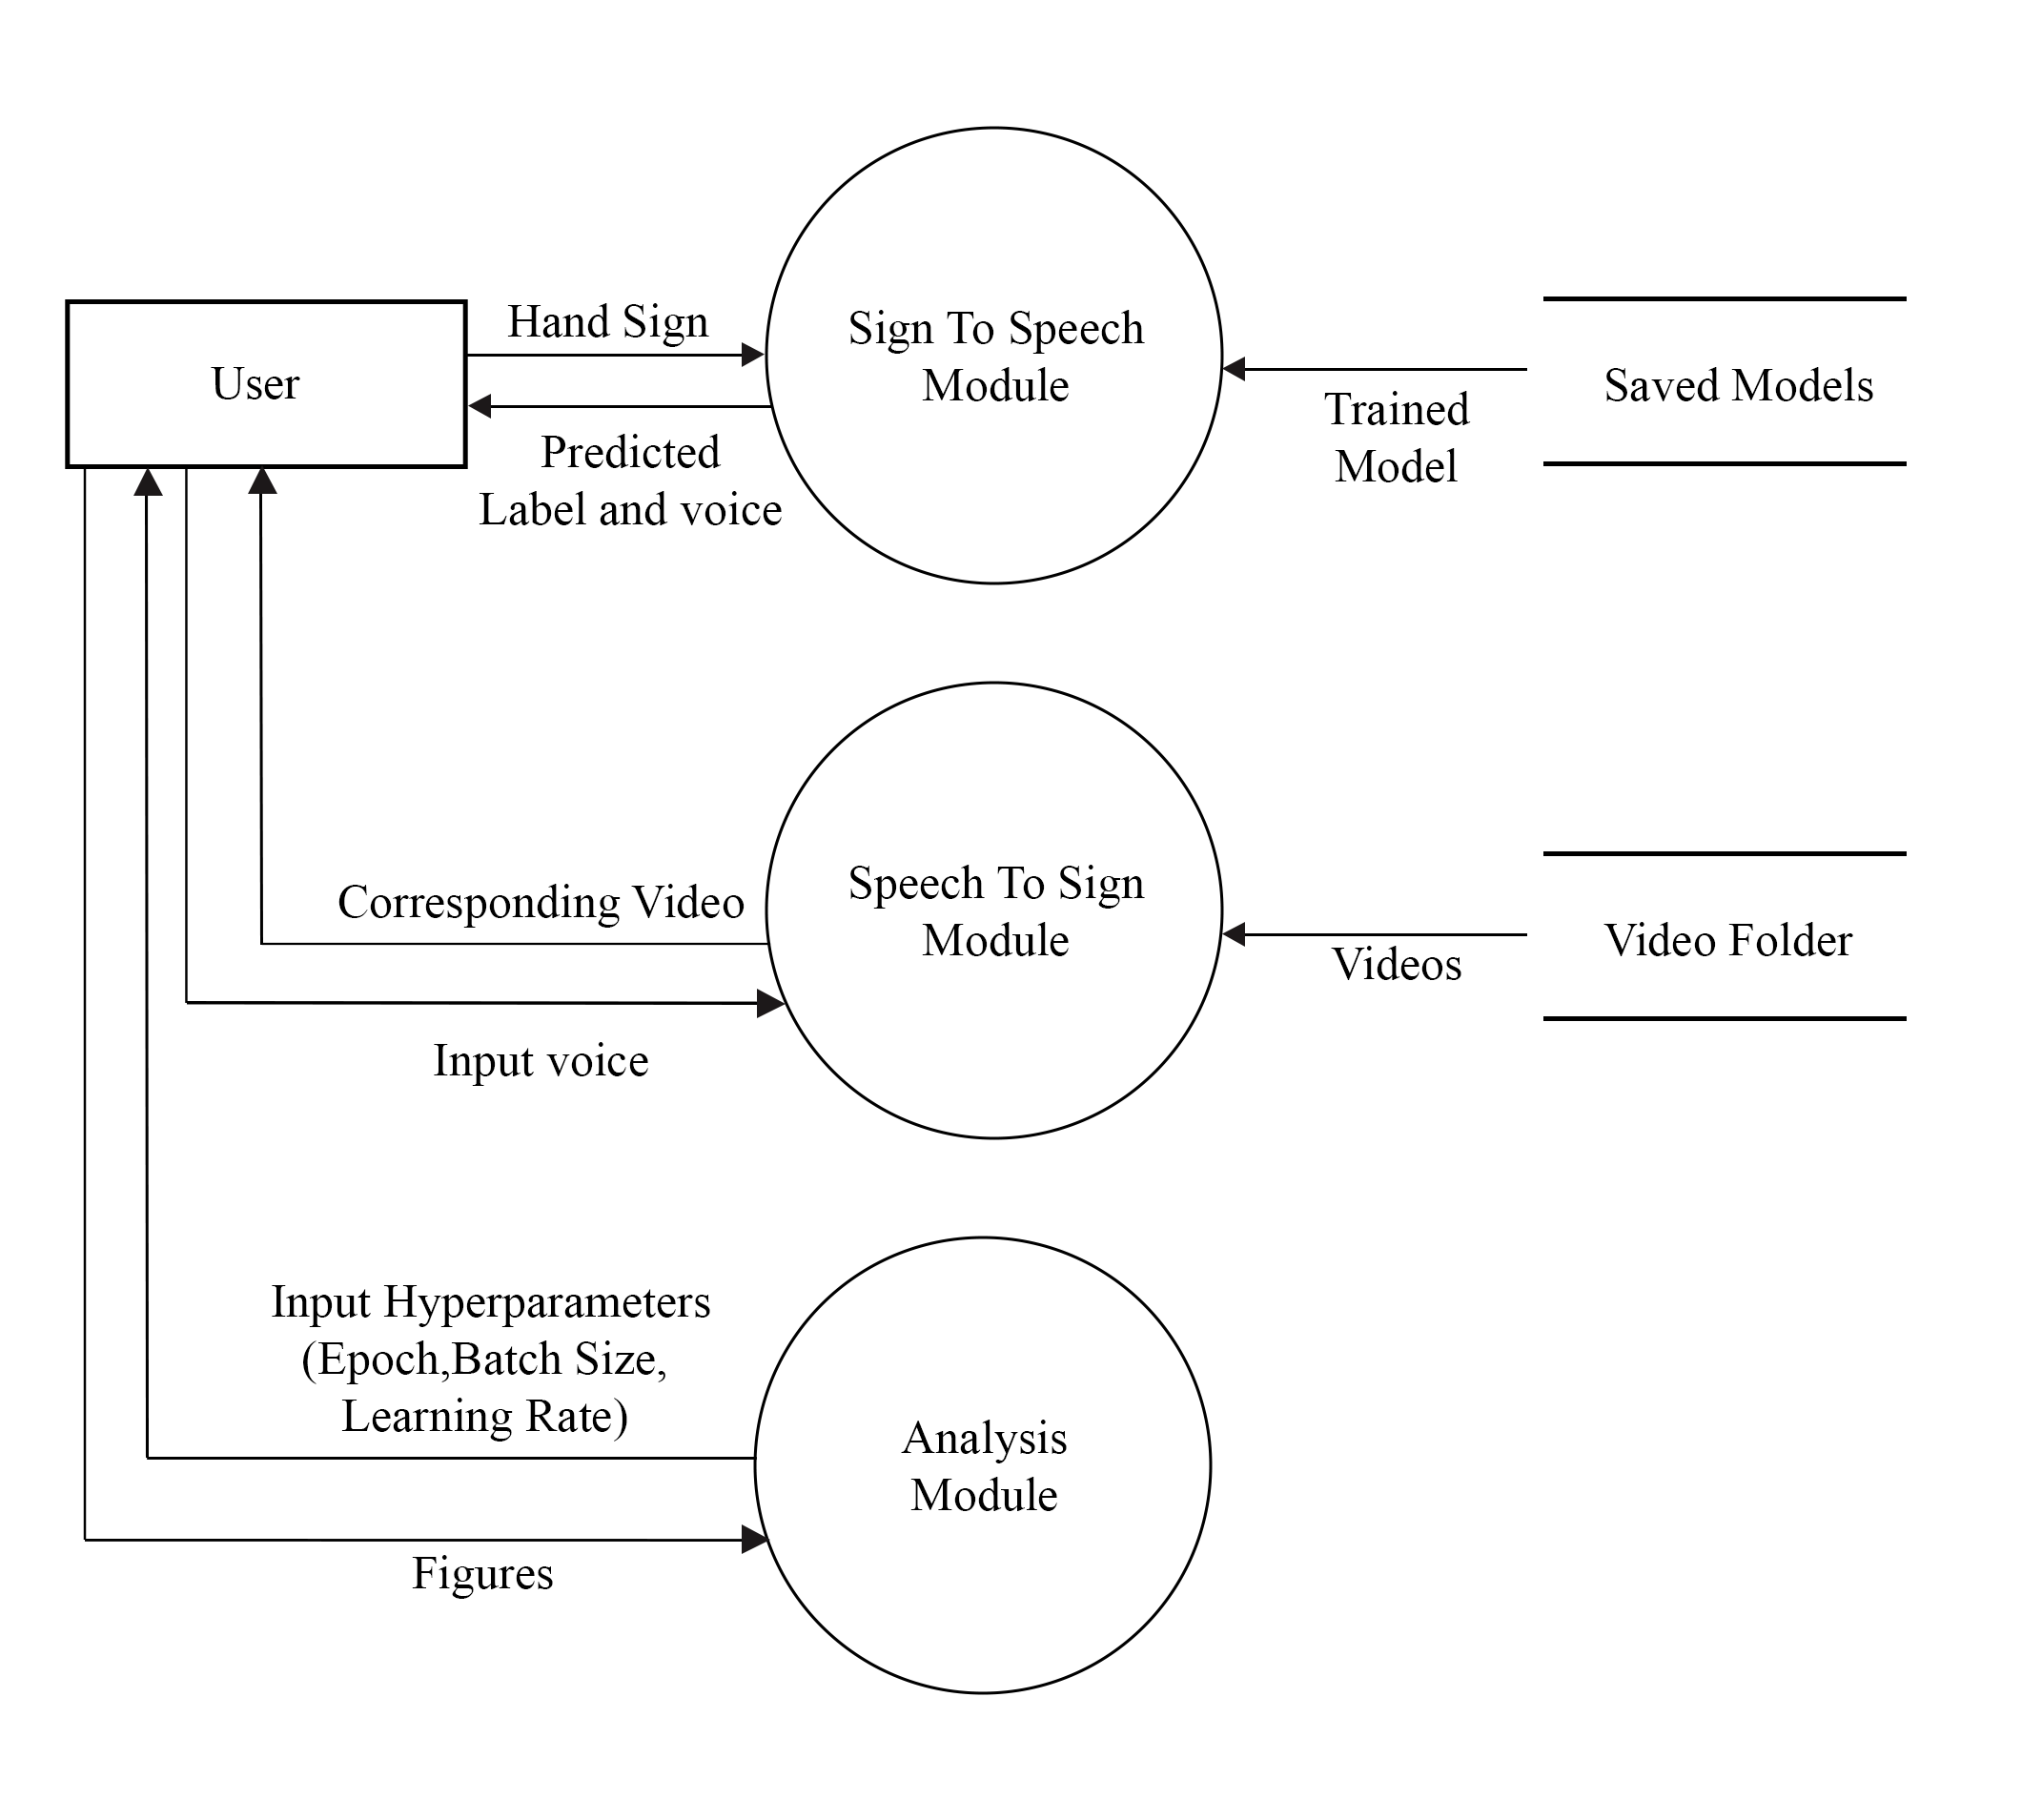 User
Hand Sign
Predicted
Label and voice
Sign To Speech
Module
Trained
Model
Saved Models
Corresponding Video
Input voice
Speech To Sign
Module
Videos
Video Folder
Input Hyperparameters
(Epoch,Batch Size,
Learning Rate)
Figures
Analysis
Module